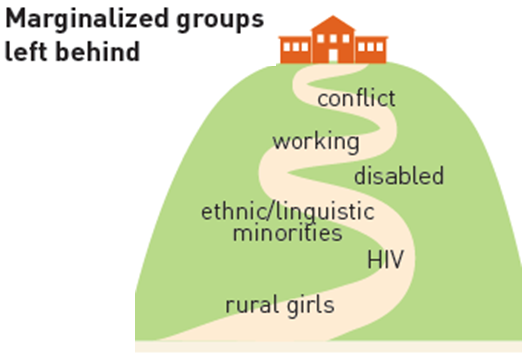 Marginalized groups
left behind
conflict
working
disabled
ethnic/linguistic
minorities
HIV
rural girls